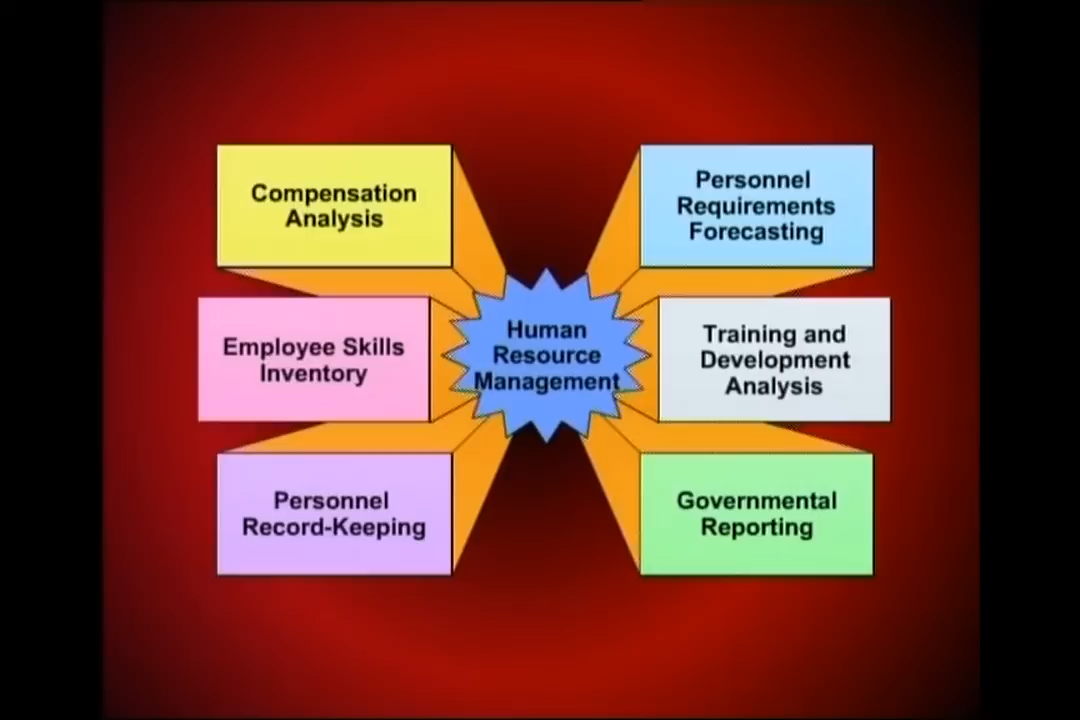 Compensation
Analysis
Personnel
Requirements
Forecasting
Employee Skills
Inventory
Human
Resource
Management
Training and
Development
Analysis
Personnel
Record-Keeping
Governmental
Reporting